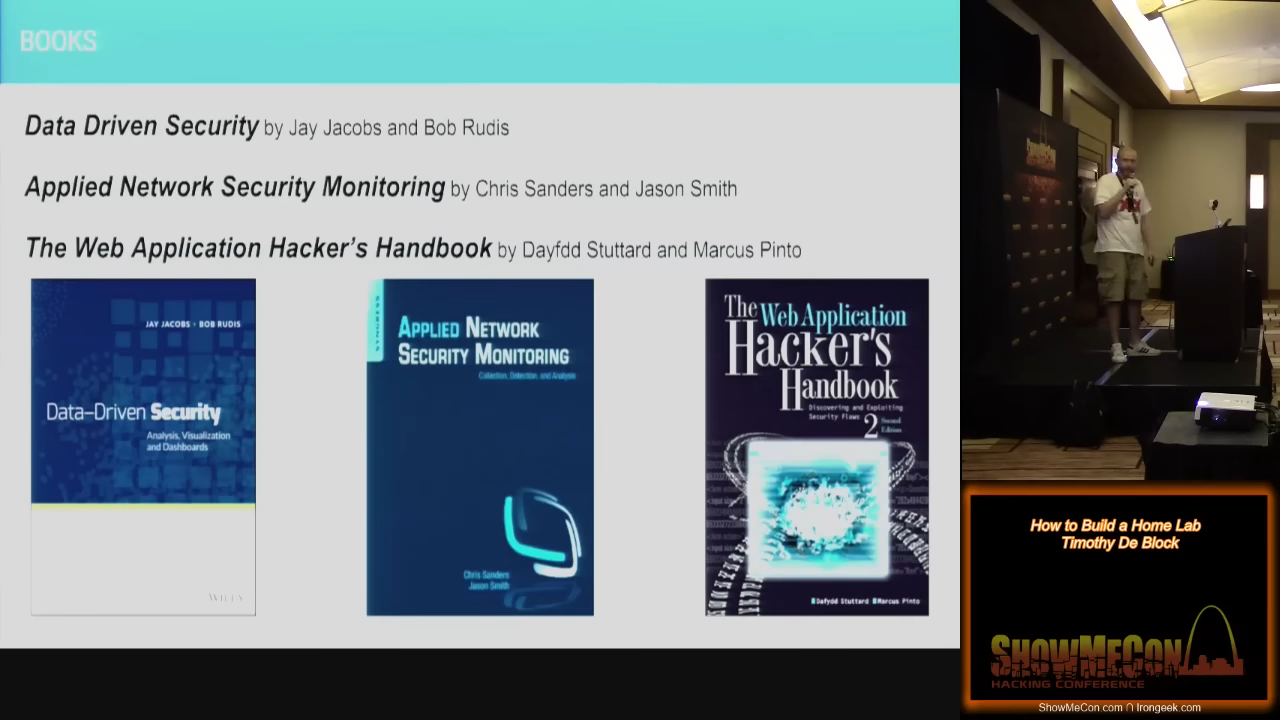 BOOKS
Data Driven Security by Jay Jacobs and Bob Rudis
Applied Network Security Monitoring by Chris Sanders and Jason Smith
The Web Application Hacker's Handbook by Dayfdd Stuttard and Marcus Pinto
JAY JACOBS · BOB RUDIS
Data-Driven Security
Analysis, Visualization
and Dashboards
WILEY
SYNGRESS
APPLIED NETWORK
SECURITY MONITORING
Collection, Detection, and Analysis
Chris Sanders
Jason Smith
The Web Application
Hacker's
Handbook
Discovering and Exploiting
Security Flaws
2 Second
Edition
Dafydd Stuttard Marcus Pinto
How to Build a Home Lab
Timothy De Block
SHOWMECON
HACKING CONFERENCE
ShowMeCon.com ∩ Irongeek.com